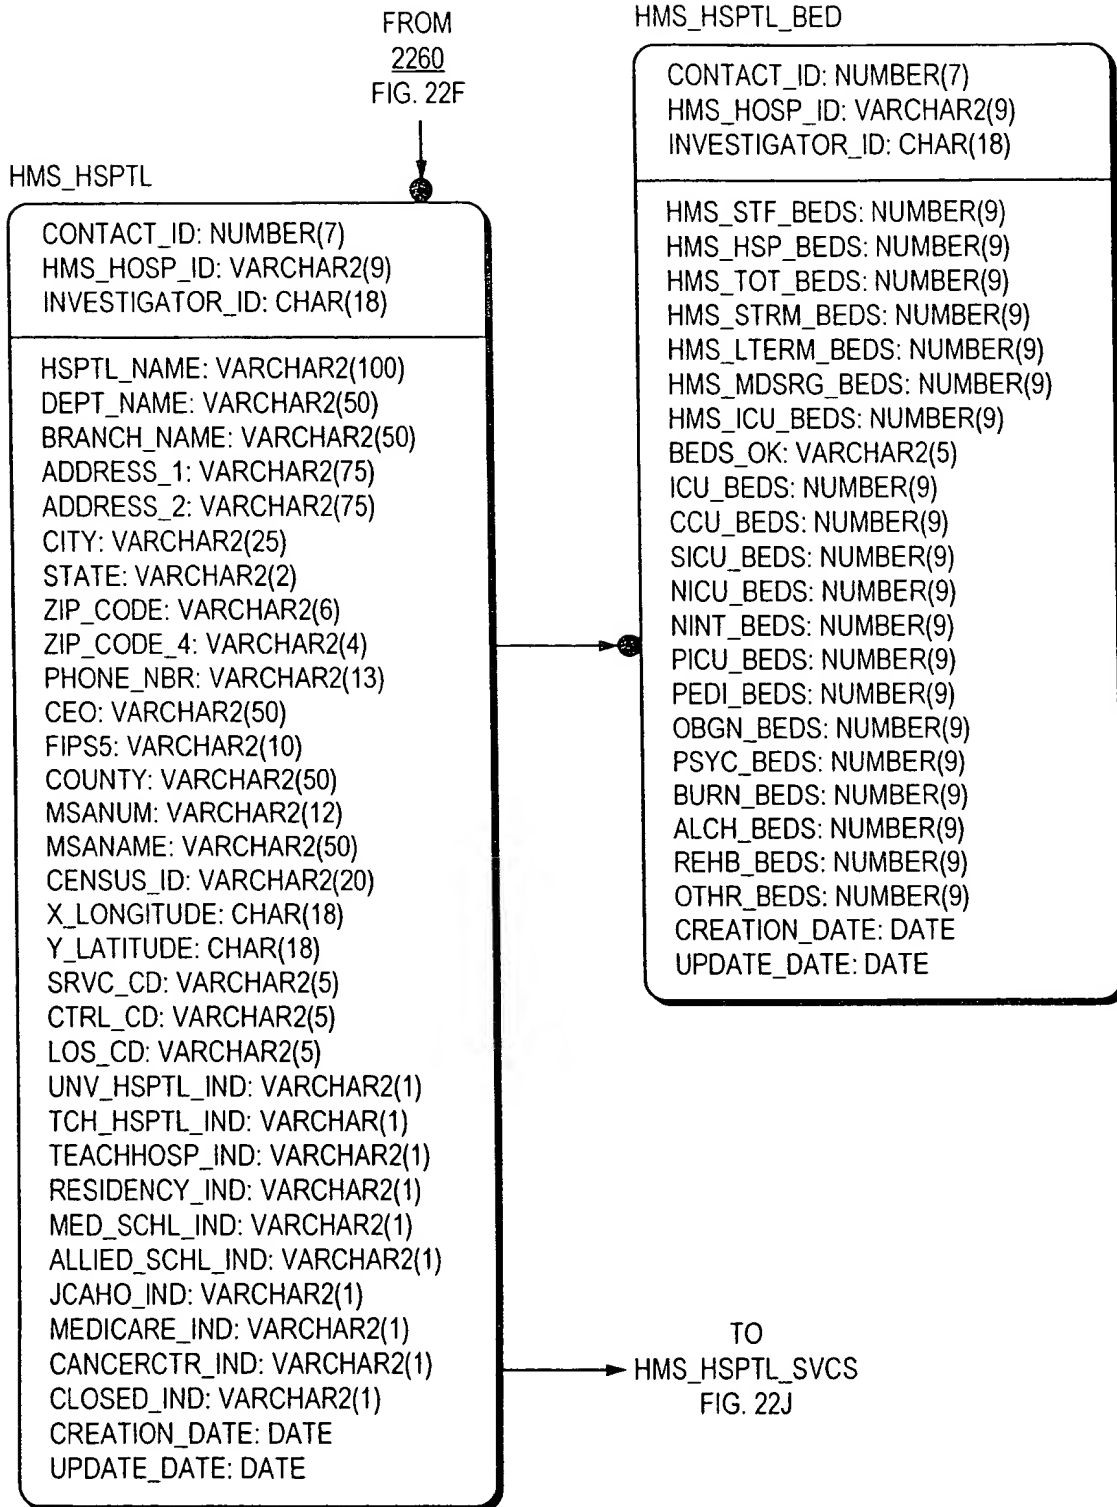 FROM
2260
FIG. 22F
HMS_HSPTL
CONTACT_ID: NUMBER(7)
HMS_HOSP_ID: VARCHAR2(9)
INVESTIGATOR_ID: CHAR(18)
HSPTL_NAME: VARCHAR2(100)
DEPT_NAME: VARCHAR2(50)
BRANCH_NAME: VARCHAR2(50)
ADDRESS_1: VARCHAR2(75)
ADDRESS_2: VARCHAR2(75)
CITY: VARCHAR2(25)
STATE: VARCHAR2(2)
ZIP_CODE: VARCHAR2(6)
ZIP_CODE_4: VARCHAR2(4)
PHONE_NBR: VARCHAR2(13)
CEO: VARCHAR2(50)
FIPS5: VARCHAR2(10)
COUNTY: VARCHAR2(50)
MSANUM: VARCHAR2(12)
MSANAME: VARCHAR2(50)
CENSUS_ID: VARCHAR2(20)
X_LONGITUDE: CHAR(18)
Y_LATITUDE: CHAR(18)
SRVC_CD: VARCHAR2(5)
CTRL_CD: VARCHAR2(5)
LOS_CD: VARCHAR2(5)
UNV_HSPTL_IND: VARCHAR2(1)
TCH_HSPTL_IND: VARCHAR(1)
TEACHHOSP_IND: VARCHAR2(1)
RESIDENCY_IND: VARCHAR2(1)
MED_SCHL_IND: VARCHAR2(1)
ALLIED_SCHL_IND: VARCHAR2(1)
JCAHO_IND: VARCHAR2(1)
MEDICARE_IND: VARCHAR2(1)
CANCERCTR_IND: VARCHAR2(1)
CLOSED_IND: VARCHAR2(1)
CREATION_DATE: DATE
UPDATE_DATE: DATE
HMS_HSPTL_BED
CONTACT_ID: NUMBER(7)
HMS_HOSP_ID: VARCHAR2(9)
INVESTIGATOR_ID: CHAR(18)
HMS_STF_BEDS: NUMBER(9)
HMS_HSP_BEDS: NUMBER(9)
HMS_TOT_BEDS: NUMBER(9)
HMS_STRM_BEDS: NUMBER(9)
HMS_LTERM_BEDS: NUMBER(9)
HMS_MDSRG_BEDS: NUMBER(9)
HMS_ICU_BEDS: NUMBER(9)
BEDS_OK: VARCHAR2(5)
ICU_BEDS: NUMBER(9)
CCU_BEDS: NUMBER(9)
SICU_BEDS: NUMBER(9)
NICU_BEDS: NUMBER(9)
NINT_BEDS: NUMBER(9)
PICU_BEDS: NUMBER(9)
PEDI_BEDS: NUMBER(9)
OBGN_BEDS: NUMBER(9)
PSYC_BEDS: NUMBER(9)
BURN_BEDS: NUMBER(9)
ALCH_BEDS: NUMBER(9)
REHB_BEDS: NUMBER(9)
OTHR_BEDS: NUMBER(9)
CREATION_DATE: DATE
UPDATE_DATE: DATE
TO
HMS_HSPTL_SVCS
FIG. 22J